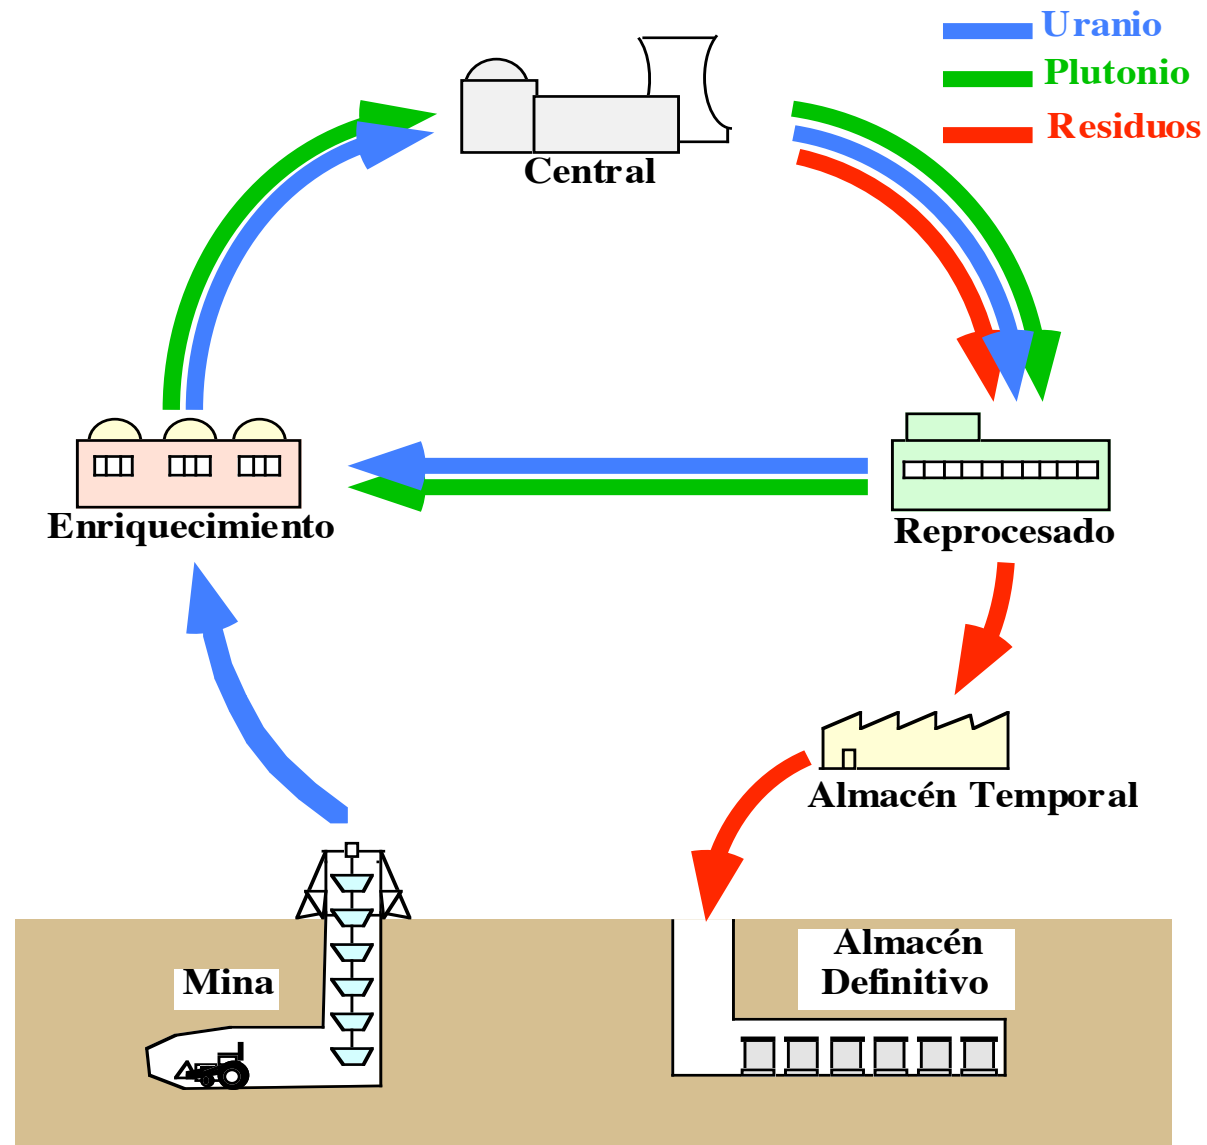 Uranio
Plutonio
Residuos
Central
Enriquecimiento
Reprocesado
Almacén Temporal
Mina
Almacén
Definitivo